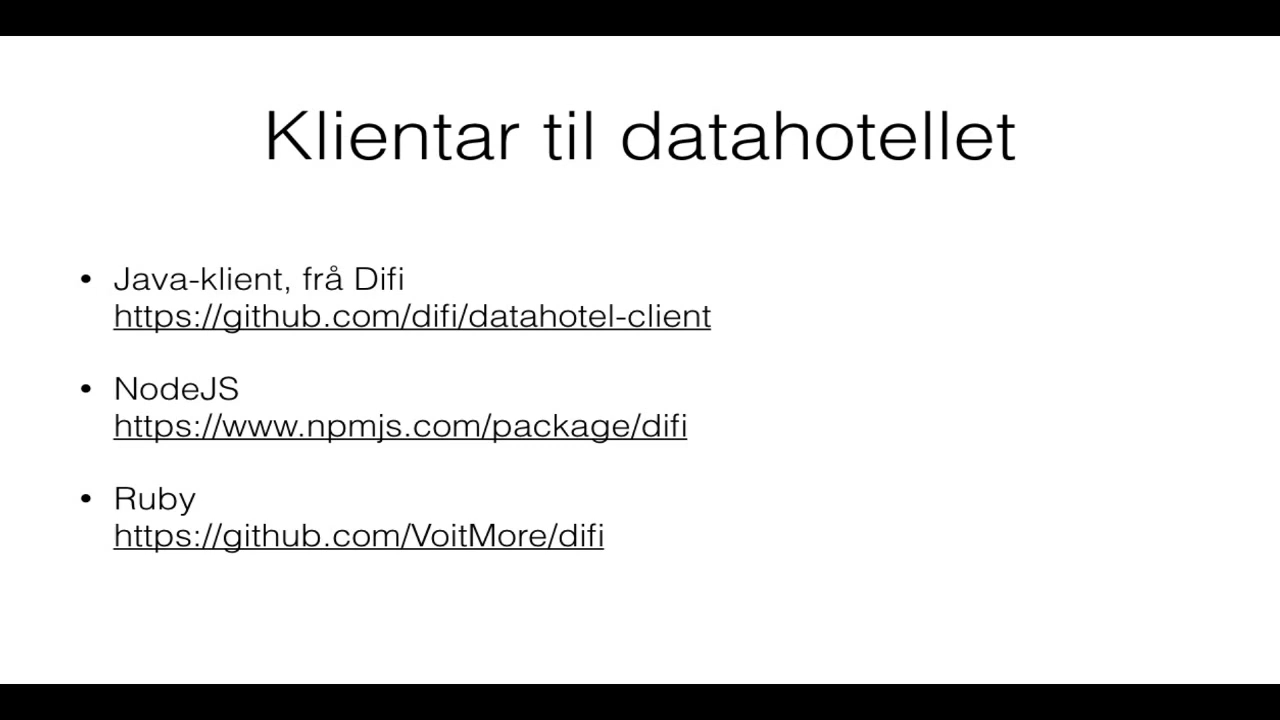 Klientar til datahotellet
• Java-klient, frå Difi
https://github.com/difi/datahotel-client
• NodeJS
https://www.npmjs.com/package/difi
• Ruby
https://github.com/VoitMore/difi